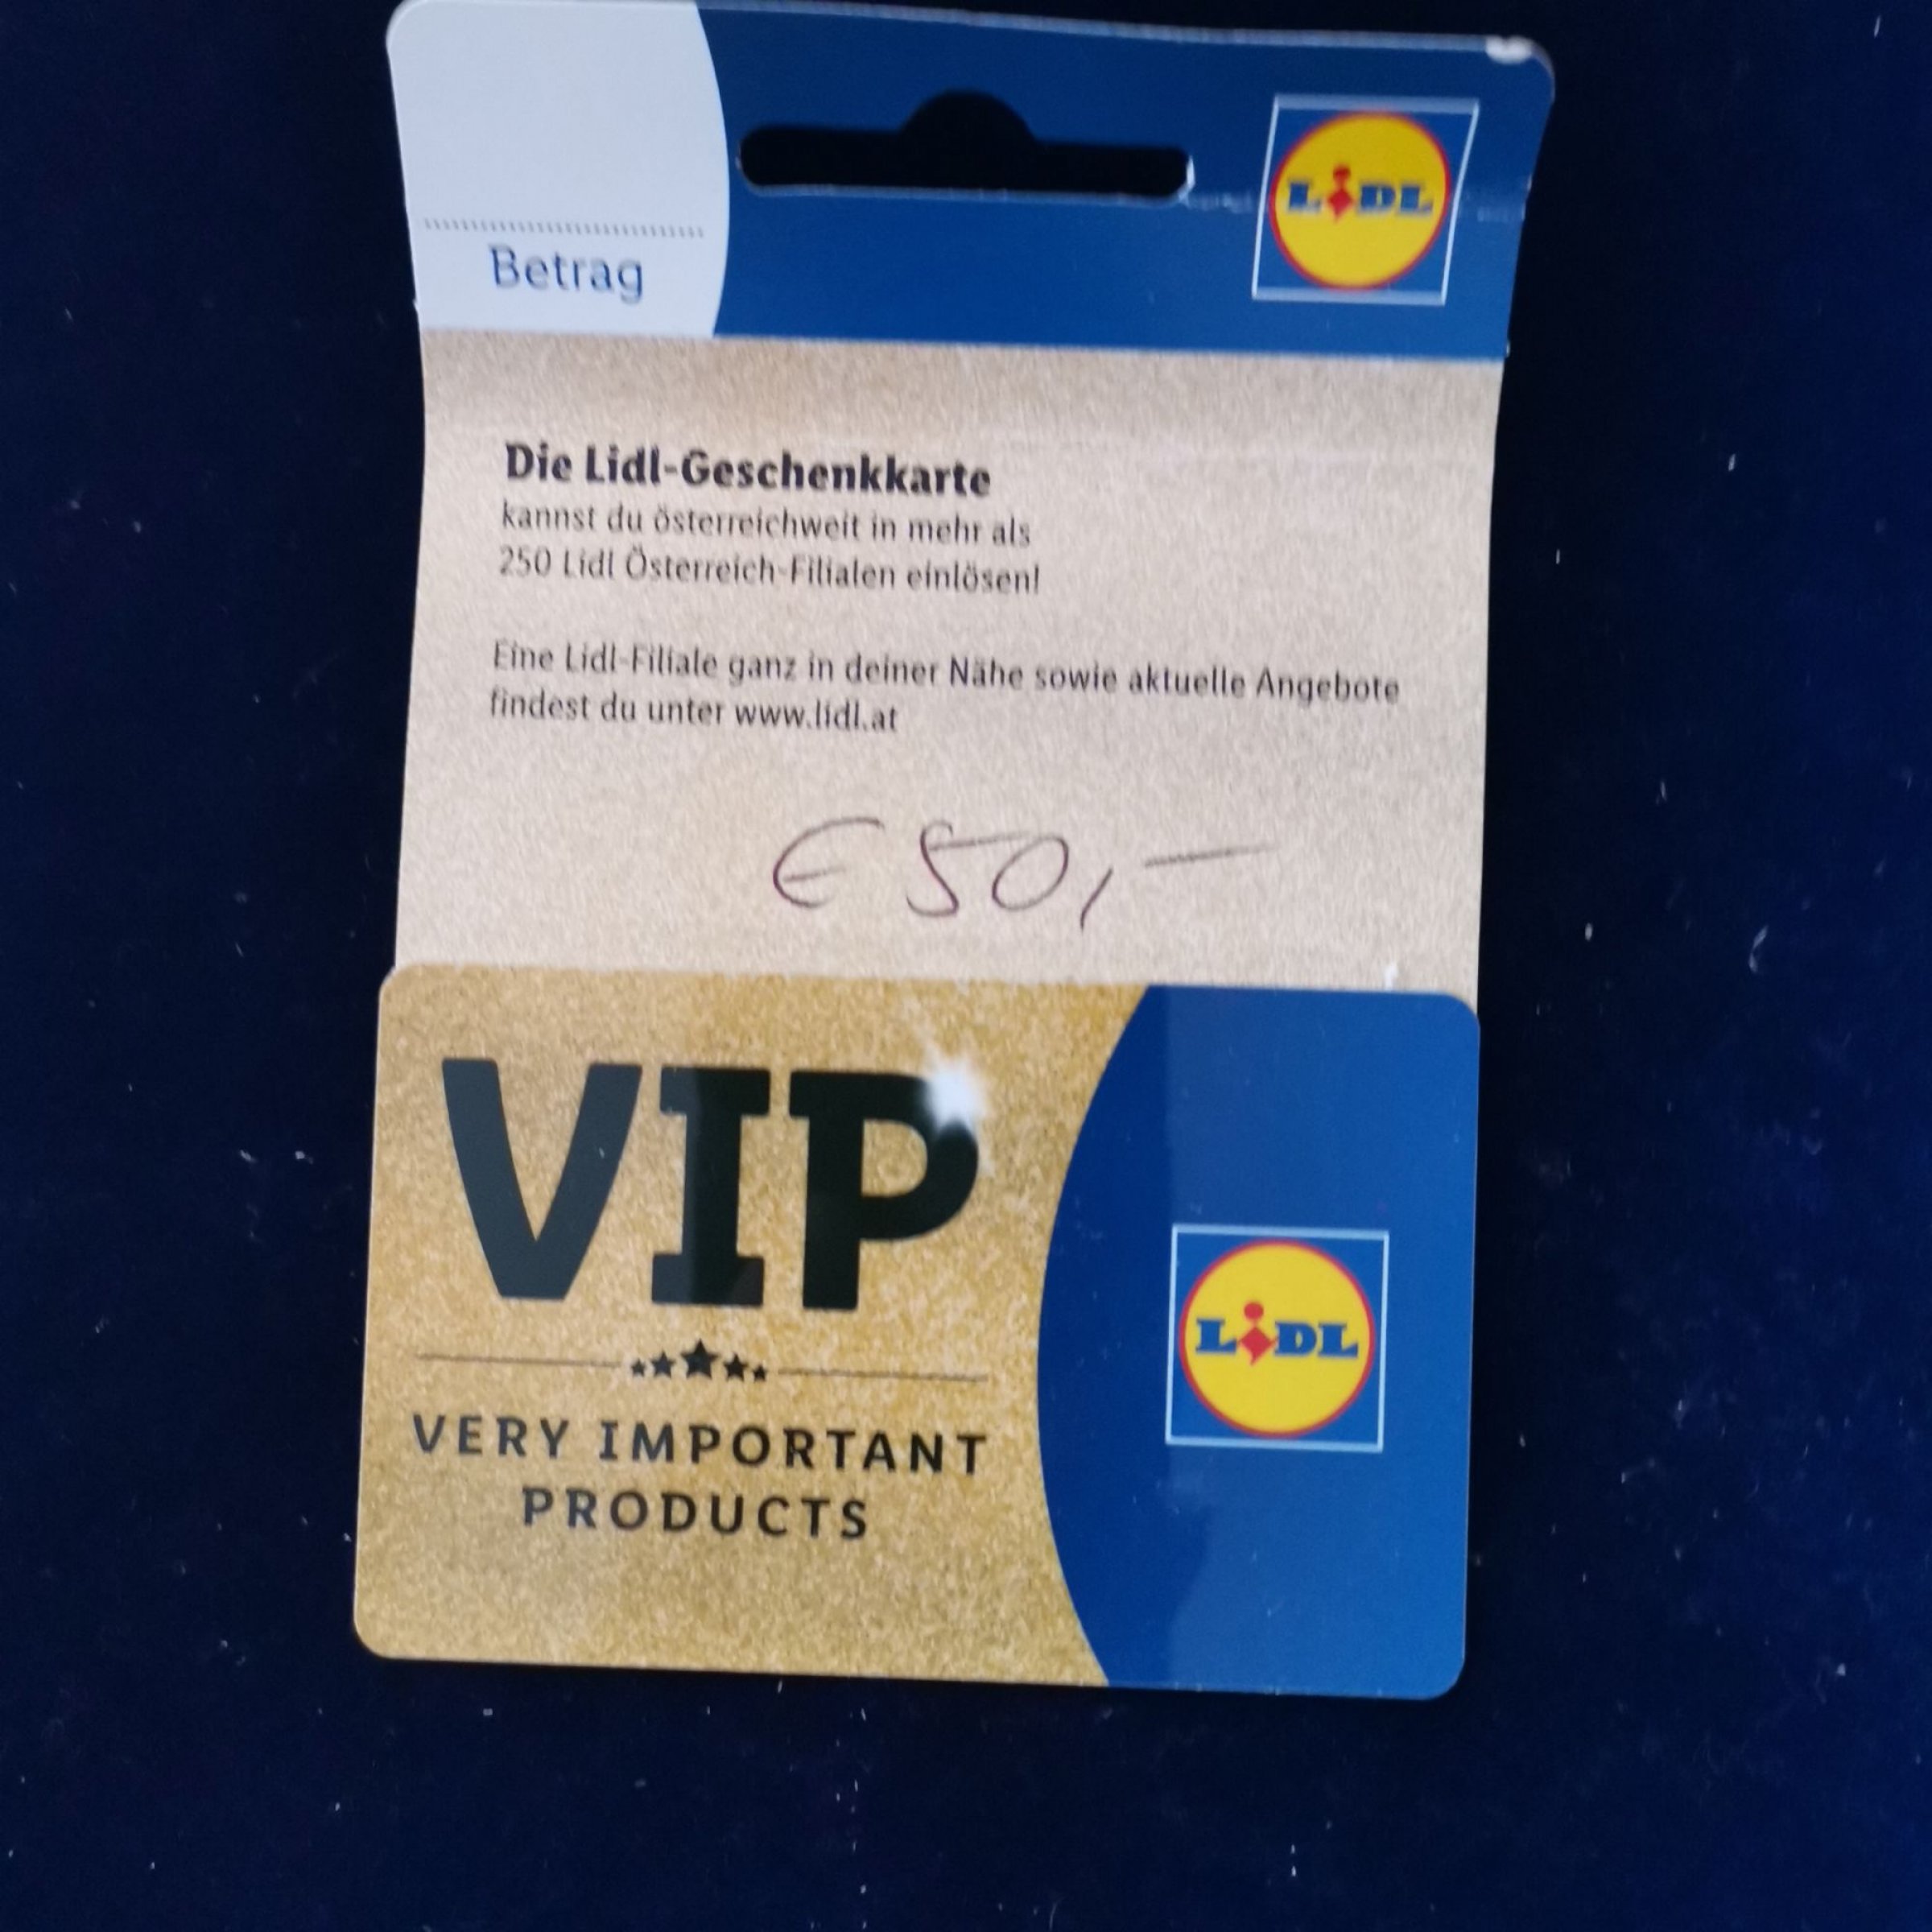 LIDL
Betrag
Die Lidl-Geschenkkarte
kannst du österreichweit in mehr als
250 Lidl Österreich-Filialen einlösen!
Eine Lidl-Filiale ganz in deiner Nähe sowie aktuelle Angebote
findest du unter www.lidl.at
€ 50,-
VIP
LIDL
VERY IMPORTANT
PRODUCTS